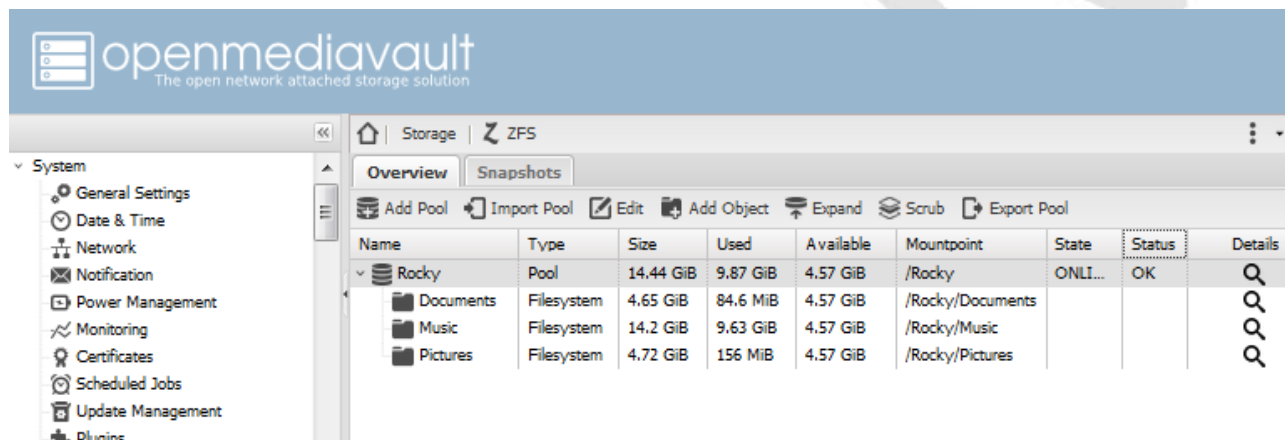 openmediavault
The open network attached storage solution
Storage | ZFS
System
General Settings
Date & Time
Network
Notification
Power Management
Monitoring
Certificates
Scheduled Jobs
Update Management
Plugins
Overview Snapshots
Add Pool Import Pool Edit Add Object Expand Scrub Export Pool
Name Type Size Used Available Mountpoint State Status Details
Rocky Pool 14.44 GiB 9.87 GiB 4.57 GiB /Rocky ONLI... OK
Documents Filesystem 4.65 GiB 84.6 MiB 4.57 GiB /Rocky/Documents
Music Filesystem 14.2 GiB 9.63 GiB 4.57 GiB /Rocky/Music
Pictures Filesystem 4.72 GiB 156 MiB 4.57 GiB /Rocky/Pictures